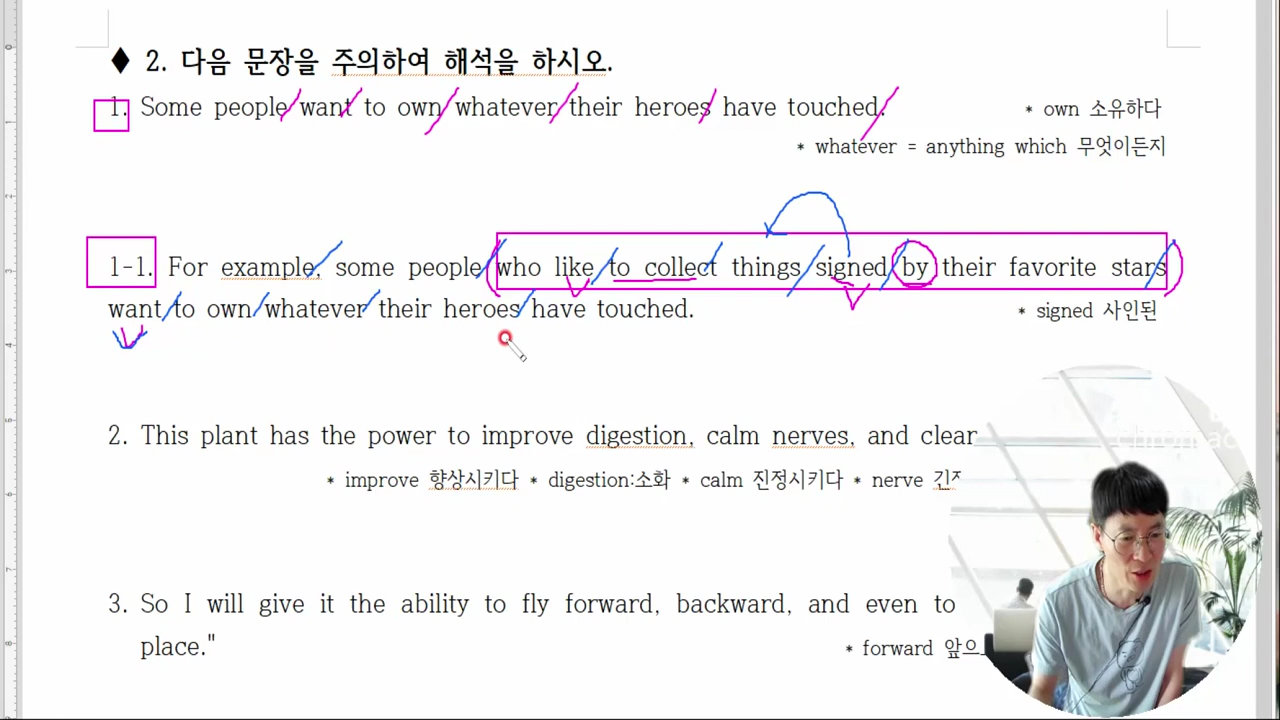 ◆ 2. 다음 문장을 주의하여 해석을 하시오.
1. Some people want to own whatever their heroes have touched. * own 소유하다
* whatever = anything which 무엇이든지
1-1. For example, some people who like to collect things signed by their favorite stars
want to own whatever their heroes have touched. * signed 사인된
2. This plant has the power to improve digestion, calm nerves, and clear
* improve 향상시키다 * digestion:소화 * calm 진정시키다 * nerve
3. So I will give it the ability to fly forward, backward, and even to
place." * forward 앞으